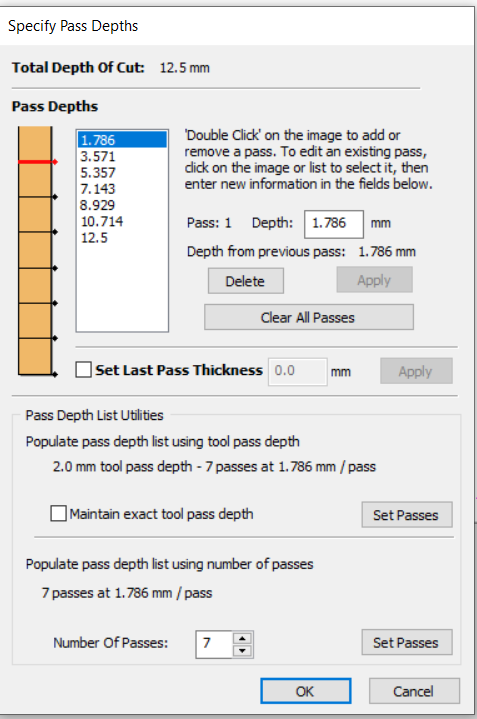 Specify Pass Depths
Total Depth Of Cut: 12.5 mm
Pass Depths
1.786
3.571
5.357
7.143
8.929
10.714
12.5
'Double Click' on the image to add or
remove a pass. To edit an existing pass,
click on the image or list to select it, then
enter new information in the fields below.
Pass: 1 Depth: 1.786 mm
Depth from previous pass: 1.786 mm
Delete Apply
Clear All Passes
Set Last Pass Thickness 0.0 mm Apply
Pass Depth List Utilities
Populate pass depth list using tool pass depth
2.0 mm tool pass depth - 7 passes at 1.786 mm / pass
Maintain exact tool pass depth Set Passes
Populate pass depth list using number of passes
7 passes at 1.786 mm / pass
Number Of Passes: 7 Set Passes
OK Cancel